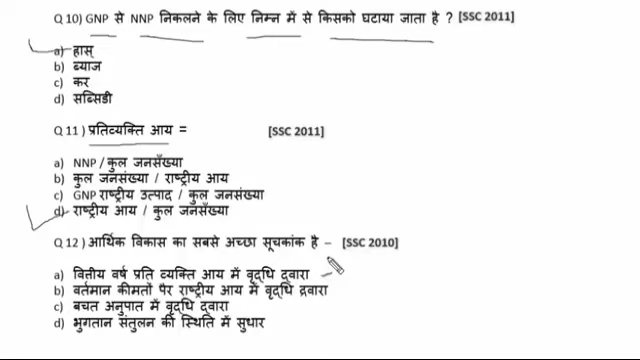 Q 10) GNP से NNP निकलने के लिए निम्न में से किसको घटाया जाता है ? [SSC 2011]
a) ह्रास
b) ब्याज
c) कर
d) सब्सिडी
Q 11 ) प्रतिव्यक्ति आय = [SSC 2011]
a) NNP / कुल जनसँख्या
b) कुल जनसंख्या / राष्ट्रीय आय
c) GNP राष्ट्रीय उत्पाद / कुल जनसंख्या
d) राष्ट्रीय आय / कुल जनसँख्या
Q 12 ) आर्थिक विकास का सबसे अच्छा सूचकांक है – [SSC 2010]
a) वित्तीय वर्ष प्रति व्यक्ति आय में वृद्धि द्वारा
b) वर्तमान कीमतों पैर राष्ट्रीय आय में वृद्धि द्वारा
c) बचत अनुपात में वृद्धि द्वारा
d) भुगतान संतुलन की स्थिति में सुधार